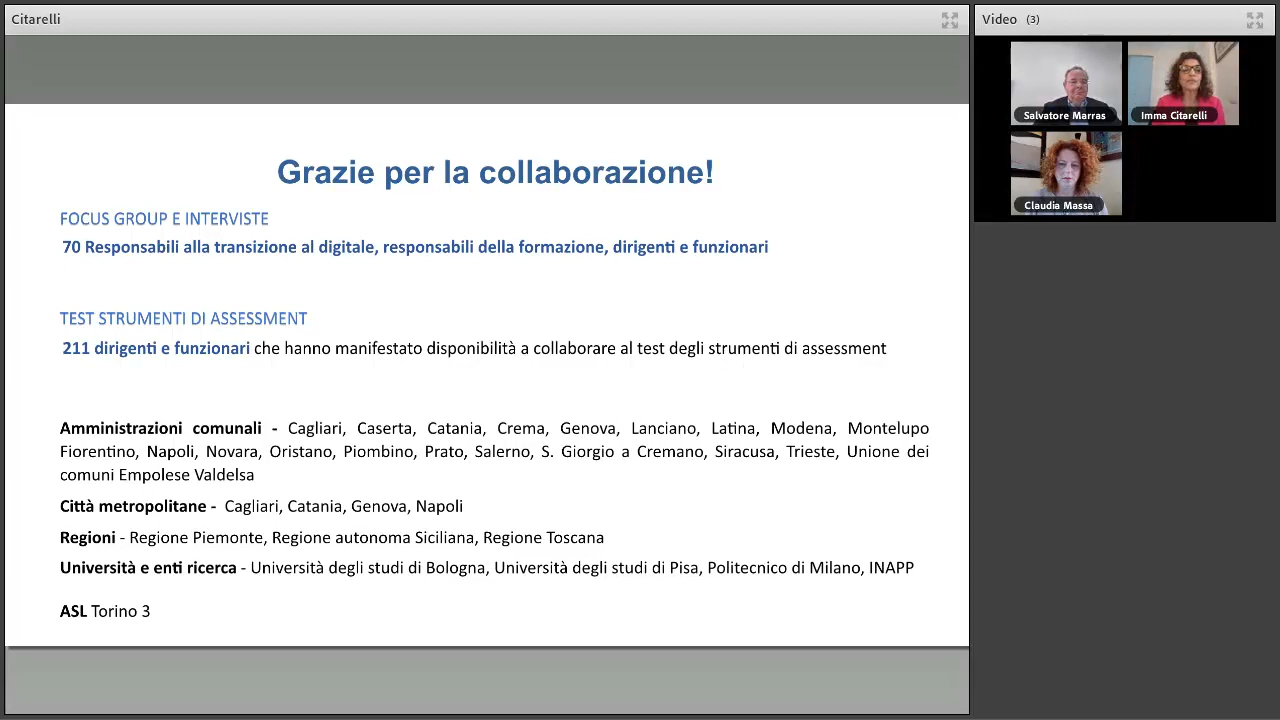 Citarelli
Video (3)
Salvatore Marras
Imma Citarelli
Claudia Massa
Grazie per la collaborazione!
FOCUS GROUP E INTERVISTE
70 Responsabili alla transizione al digitale, responsabili della formazione, dirigenti e funzionari
TEST STRUMENTI DI ASSESSMENT
211 dirigenti e funzionari che hanno manifestato disponibilità a collaborare al test degli strumenti di assessment
Amministrazioni comunali - Cagliari, Caserta, Catania, Crema, Genova, Lanciano, Latina, Modena, Montelupo
Fiorentino, Napoli, Novara, Oristano, Piombino, Prato, Salerno, S. Giorgio a Cremano, Siracusa, Trieste, Unione dei
comuni Empolese Valdelsa
Città metropolitane - Cagliari, Catania, Genova, Napoli
Regioni - Regione Piemonte, Regione autonoma Siciliana, Regione Toscana
Università e enti ricerca - Università degli studi di Bologna, Università degli studi di Pisa, Politecnico di Milano, INAPP
ASL Torino 3